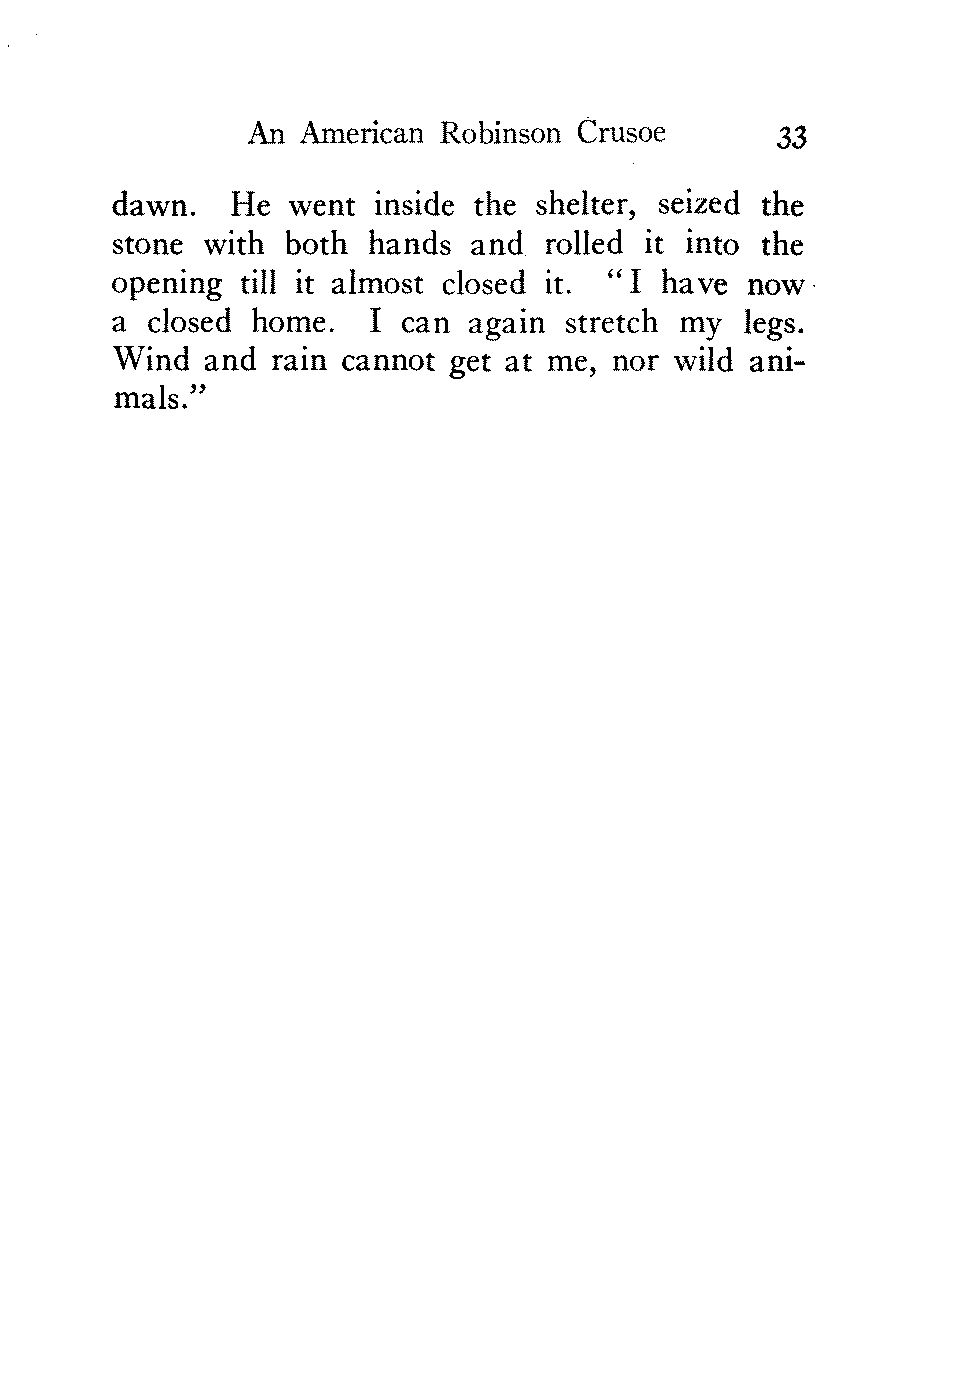 An American Robinson Crusoe 33
dawn. He went inside the shelter, seized the
stone with both hands and rolled it into the
opening till it almost closed it. "I have now
a closed home. I can again stretch my legs.
Wind and rain cannot get at me, nor wild ani-
mals."